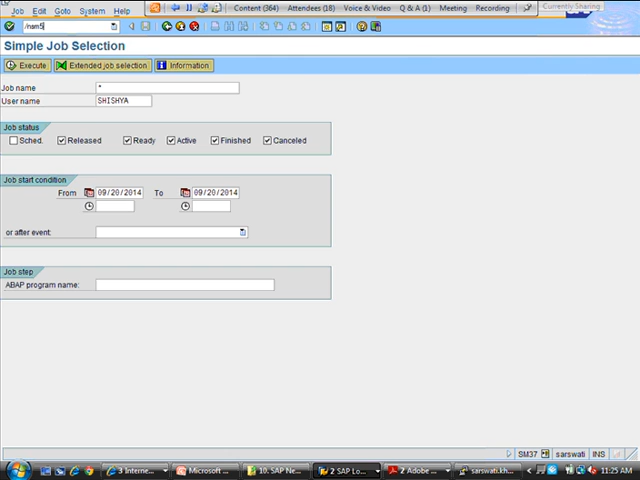 Content (364) Attendees (18) Voice & Video Q & A (1) Meeting Recording Currently Sharing
Job Edit Goto System Help
/nam5
Simple Job Selection
Execute Extended job selection Information
Job name *
User name SHISHYA
Job status
Sched. Released Ready Active Finished Canceled
Job start condition
From 09/20/2014 To 09/20/2014
or after event:
Job step
ABAP program name:
SM37 sarswati INS
3 Interne... Microsoft ... 10. SAP Ne... 2 SAP Lo... 2 Adobe ... sarswati.kh... 11:25 AM